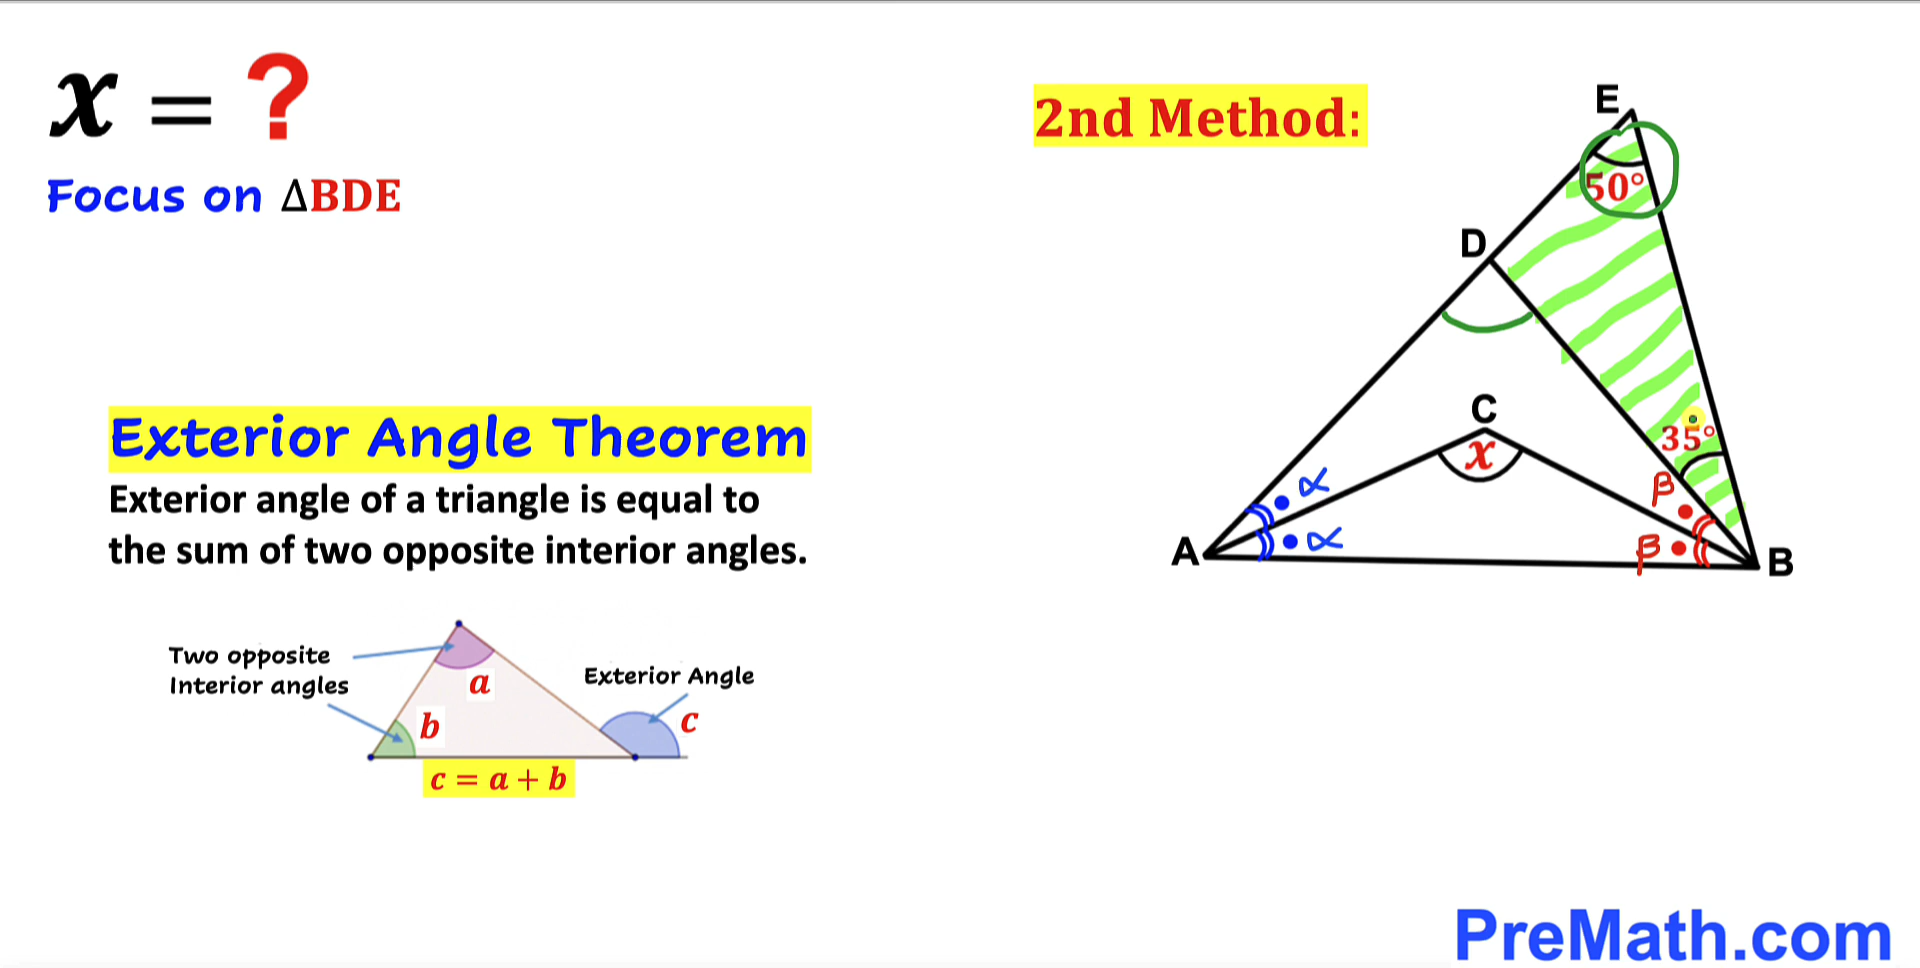 x = ?
Focus on ΔBDE
2nd Method:
E
50°
D
C
x
35°
α
α
β
β
A
B
Exterior Angle Theorem
Exterior angle of a triangle is equal to
the sum of two opposite interior angles.
Two opposite
Interior angles
a
b
Exterior Angle
c
c = a + b
PreMath.com